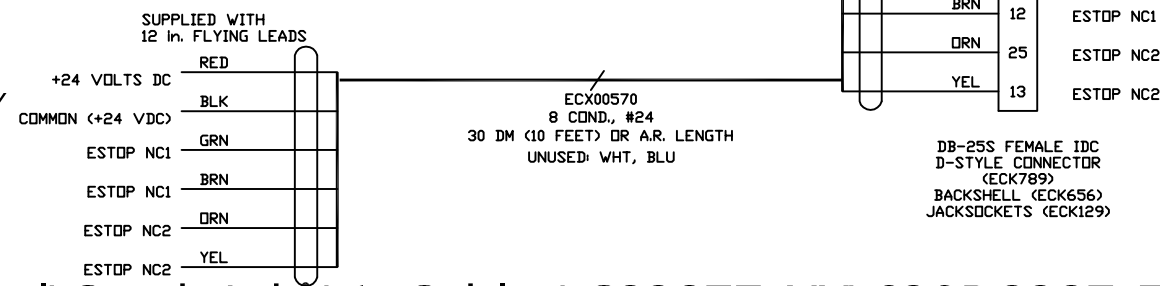 SUPPLIED WITH
12 In. FLYING LEADS
+24 VOLTS DC RED
COMMON (+24 VDC) BLK
ESTOP NC1 GRN
ESTOP NC1 BRN
ESTOP NC2 ORN
ESTOP NC2 YEL
ECX00570
8 COND., #24
30 DM (10 FEET) OR A.R. LENGTH
UNUSED: WHT, BLU
BRN 12 ESTOP NC1
ORN 25 ESTOP NC2
YEL 13 ESTOP NC2
DB-25S FEMALE IDC
D-STYLE CONNECTOR
(ECK789)
BACKSHELL (ECK656)
JACKSOCKETS (ECK129)